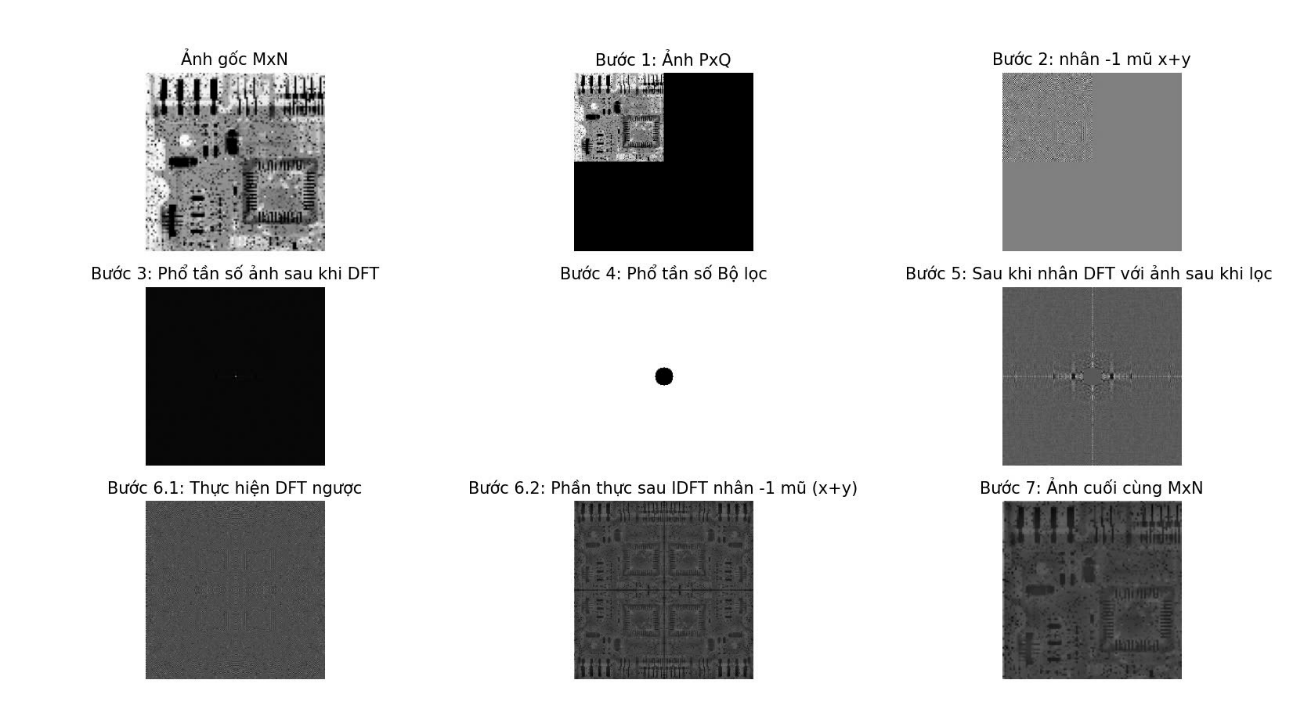 Ảnh gốc MxN
Bước 1: Ảnh PxQ
Bước 2: nhân -1 mũ x+y
Bước 3: Phổ tần số ảnh sau khi DFT
Bước 4: Phổ tần số Bộ lọc
Bước 5: Sau khi nhân DFT với ảnh sau khi lọc
Bước 6.1: Thực hiện DFT ngược
Bước 6.2: Phần thực sau IDFT nhân -1 mũ (x+y)
Bước 7: Ảnh cuối cùng MxN